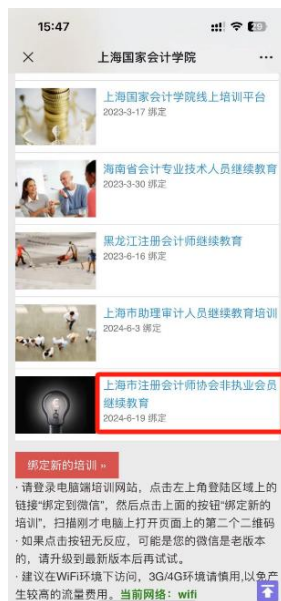 15:47
上海国家会计学院
上海国家会计学院线上培训平台
2023-3-17 绑定
海南省会计专业技术人员继续教育
2023-3-30 绑定
黑龙江注册会计师继续教育
2023-6-16 绑定
上海市助理审计人员继续教育培训
2024-6-3 绑定
上海市注册会计师协会非执业会员
继续教育
2024-6-19 绑定
绑定新的培训 »
· 请登录电脑端培训网站，点击左上角登陆区域上的
链接“绑定到微信”，然后点击上面的按钮“绑定新的
培训”，扫描刚才电脑上打开页面上的第二个二维码
· 如果点击按钮无反应，可能是您的微信是老版本
的，请升级到最新版本后再试试。
· 建议在WiFi环境下访问，3G/4G环境请慎用,以免产
生较高的流量费用。当前网络：wifi